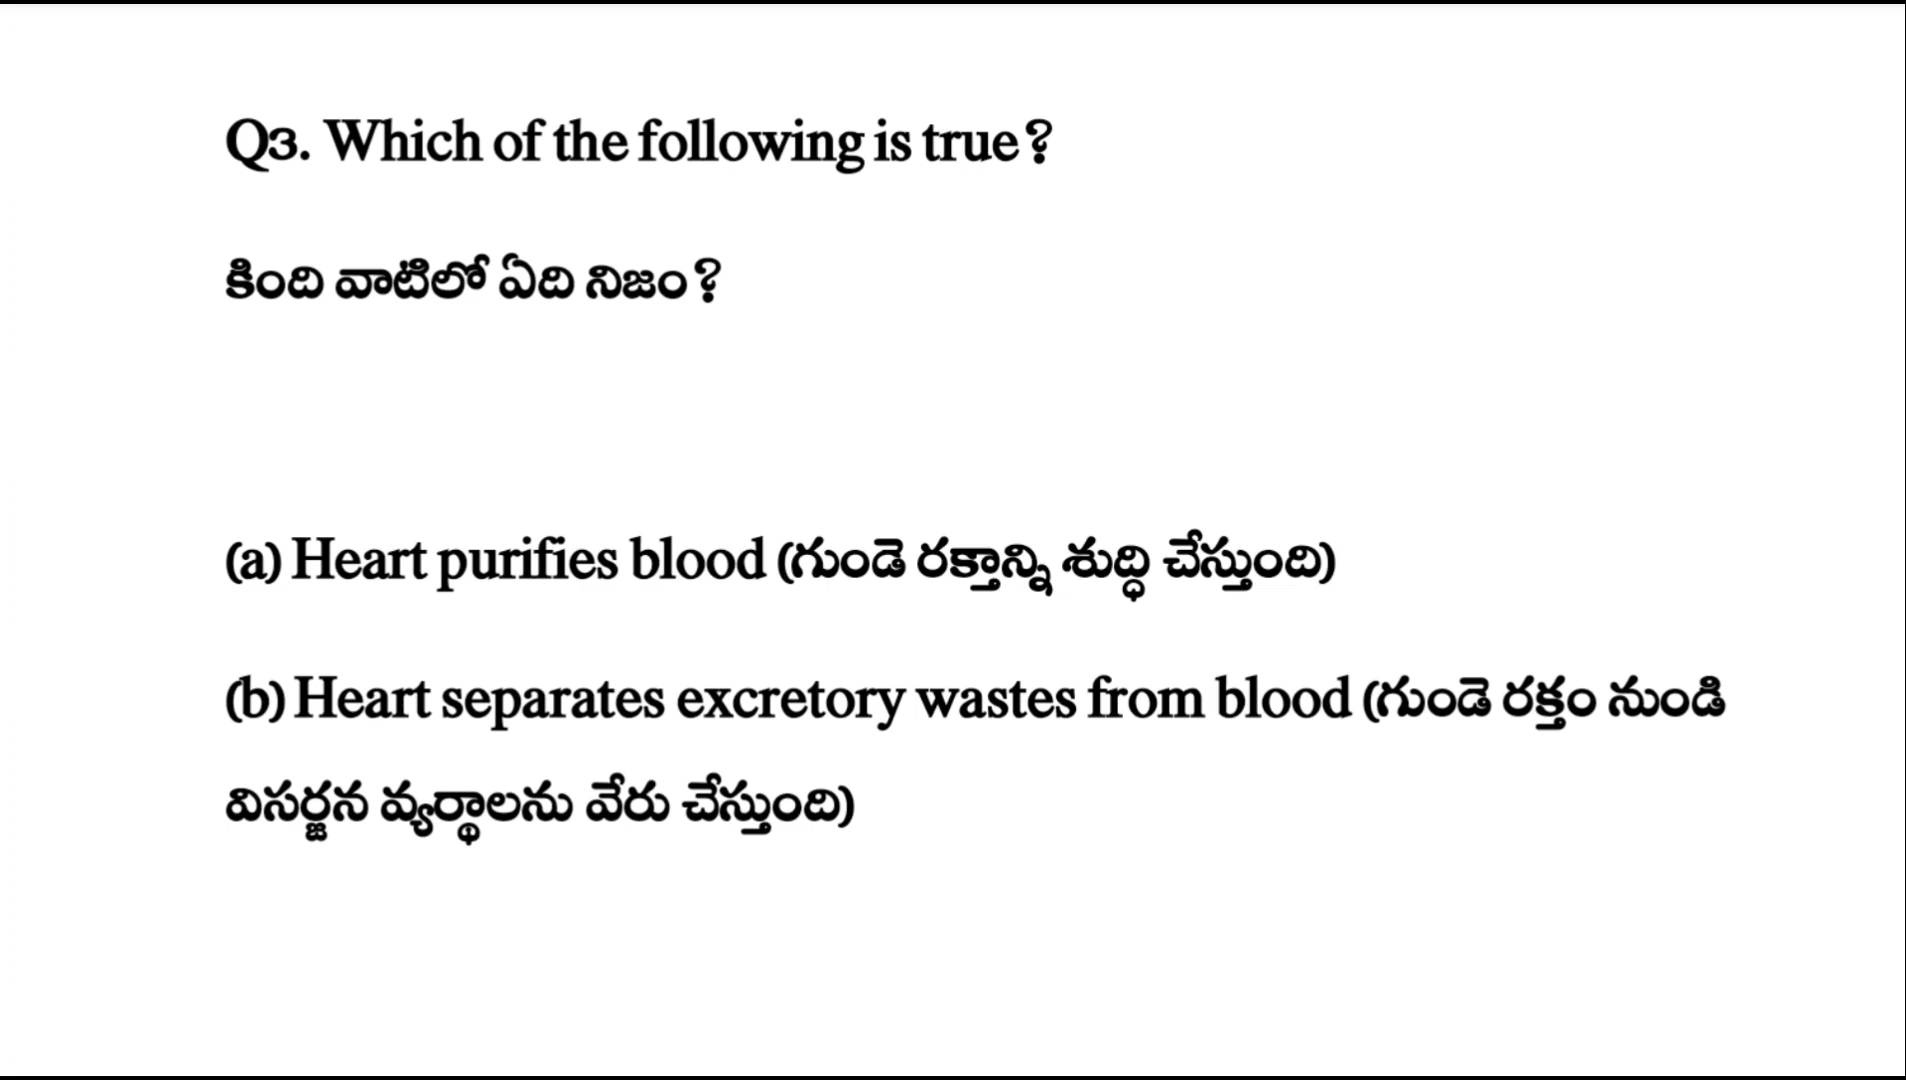 Q3. Which of the following is true?
కింది వాటిలో ఏది నిజం?
(a) Heart purifies blood (గుండె రక్తాన్ని శుద్ధి చేస్తుంది)
(b) Heart separates excretory wastes from blood (గుండె రక్తం నుండి
విసర్జన వ్యర్థాలను వేరు చేస్తుంది)